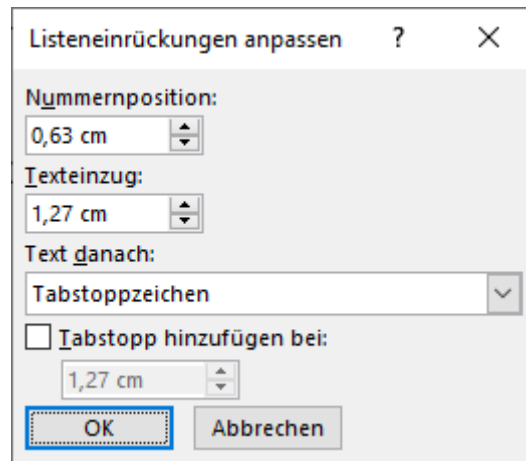 Listeneinrückungen anpassen ?
Nummernposition:
0,63 cm
Texteinzug:
1,27 cm
Text danach:
Tabstoppzeichen
Tabstopp hinzufügen bei:
1,27 cm
OK Abbrechen